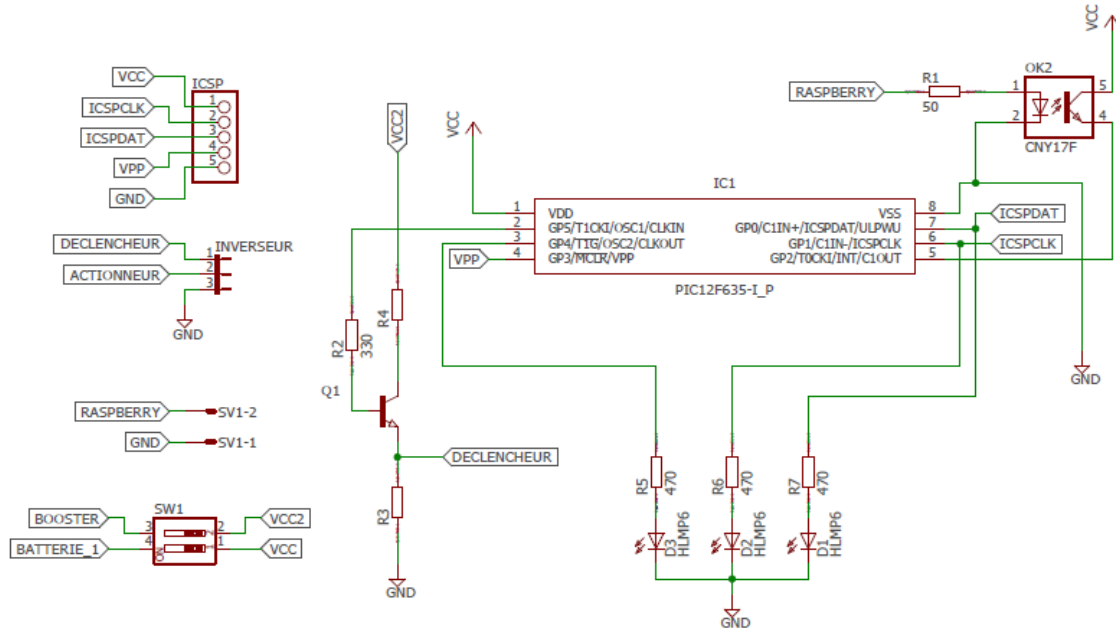 VCC
ICSP
ICSPCLK
ICSPDAT
VPP
GND
1
2
3
4
5
DECLENCHEUR
ACTIONNEUR
INVERSEUR
1
2
3
GND
RASPBERRY
SV1-2
GND
SV1-1
SW1
BOOSTER
3
2
VCC2
BATTERIE_1
4
1
VCC
ON
VCC2
R4
R2
330
Q1
DECLENCHEUR
R3
GND
VCC
IC1
1 VDD
2 GP5/T1CKI/OSC1/CLKIN
3 GP4/T1G/OSC2/CLKOUT
4 GP3/MCLR/VPP
VPP
VSS 8
GP0/C1IN+/ICSPDAT/ULPWU 7
GP1/C1IN-/ICSPCLK 6
GP2/T0CKI/INT/C1OUT 5
PIC12F635-I_P
ICSPDAT
ICSPCLK
RASPBERRY
R1
50
OK2
1
2
5
4
CNY17F
VCC
GND
R5
470
R6
470
R7
470
D3
HLMP6
D2
HLMP6
D1
HLMP6
GND